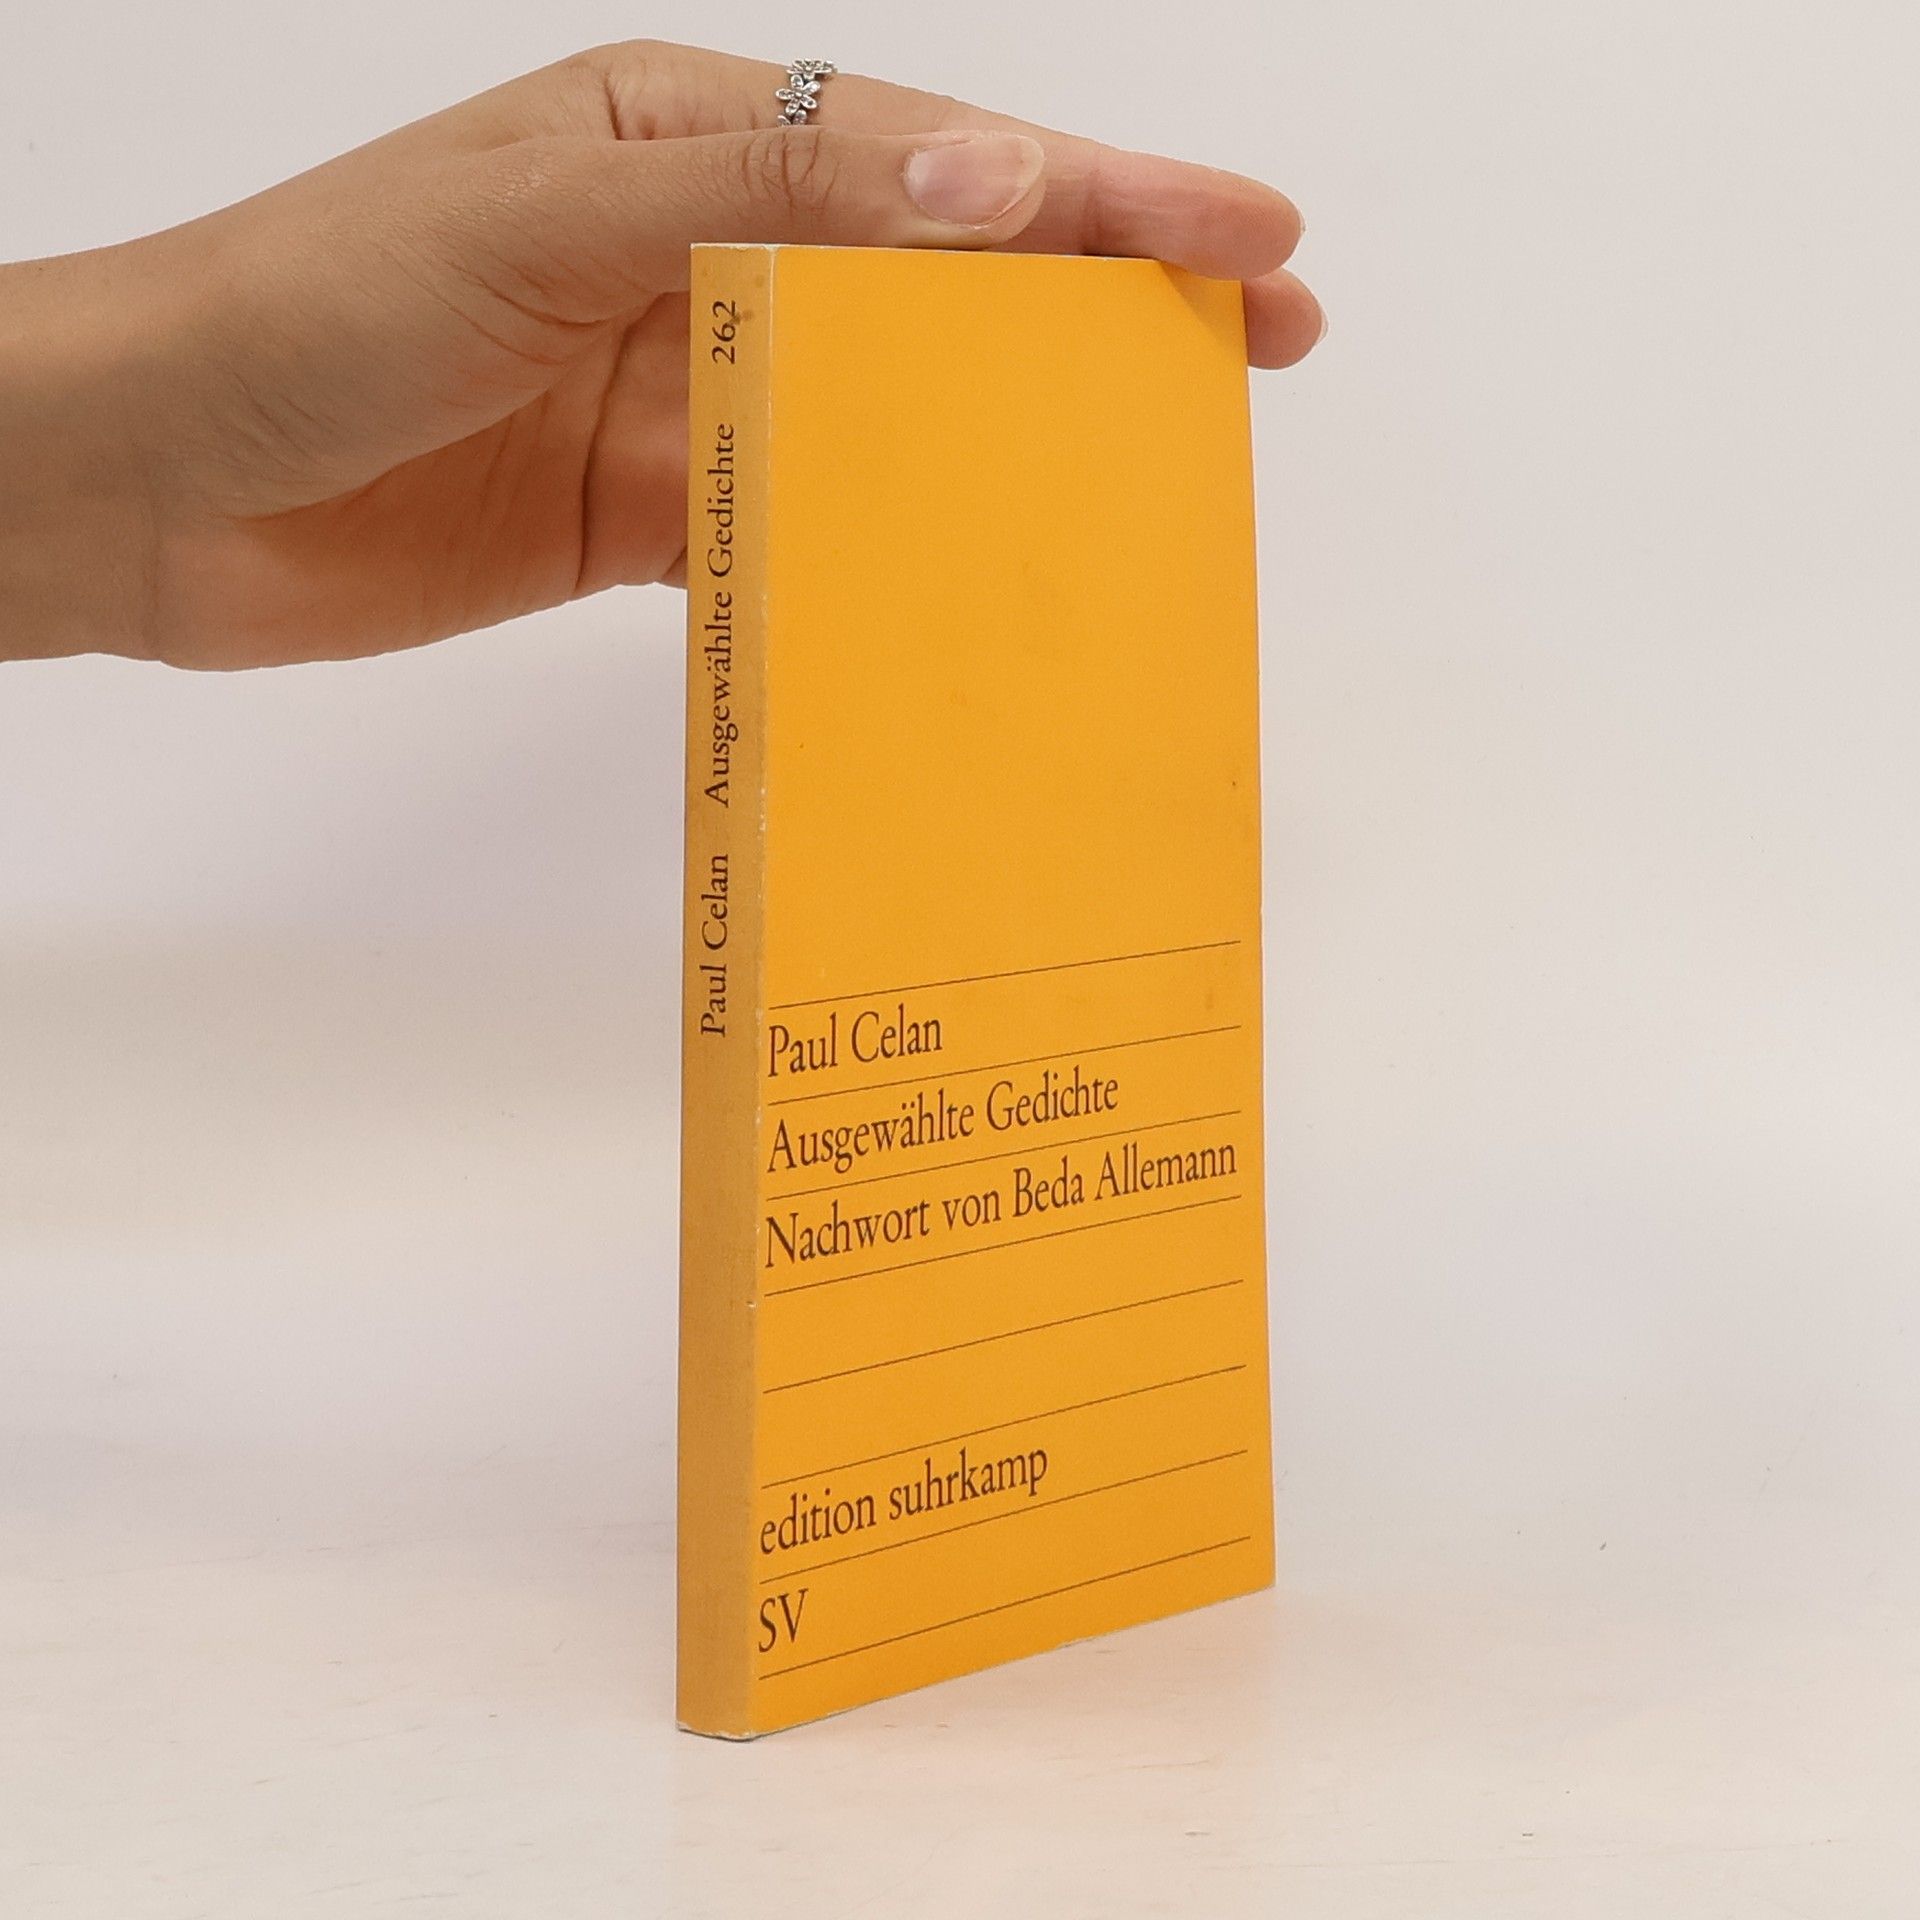 Paul Celan Ausgewählte Gedichte 262
Paul Celan
Ausgewählte Gedichte
Nachwort von Beda Allemann
edition suhrkamp
SV